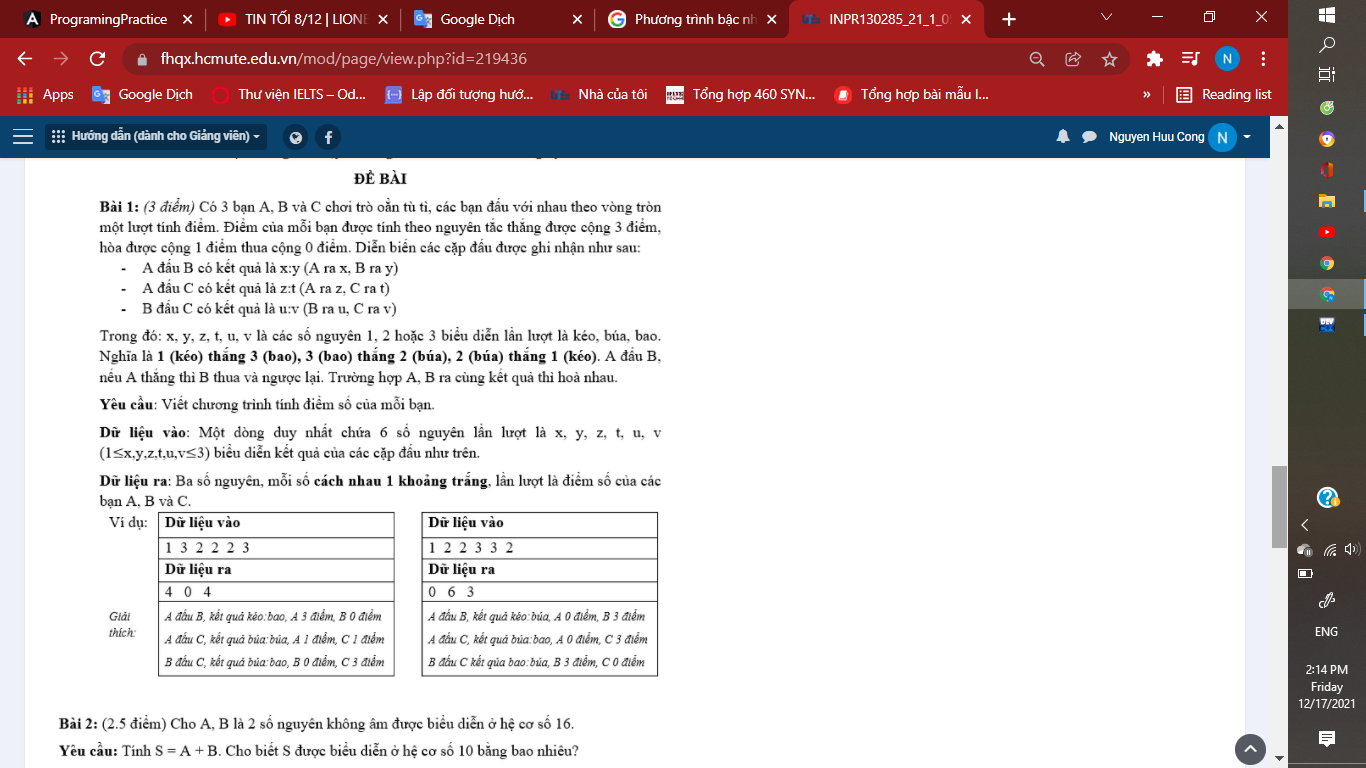 ProgramingPractice
TIN TỐI 8/12 | LIONE
Google Dịch
Phương trình bậc nh
INPR130285_21_1_0
fhqx.hcmute.edu.vn/mod/page/view.php?id=219436
N
Apps
Google Dịch
Thư viện IELTS – Od...
Lập đối tượng hướ...
Nhà của tôi
Tổng hợp 460 SYN...
Tổng hợp bài mẫu l...
»
Reading list
Hướng dẫn (dành cho Giảng viên)
Nguyen Huu Cong
N
ĐỀ BÀI
Bài 1: (3 điểm) Có 3 bạn A, B và C chơi trò oẳn tù tì, các bạn đấu với nhau theo vòng tròn
một lượt tính điểm. Điểm của mỗi bạn được tính theo nguyên tắc thắng được cộng 3 điểm,
hòa được cộng 1 điểm thua cộng 0 điểm. Diễn biến các cặp đấu được ghi nhận như sau:
- A đấu B có kết quả là x:y (A ra x, B ra y)
- A đấu C có kết quả là z:t (A ra z, C ra t)
- B đấu C có kết quả là u:v (B ra u, C ra v)
Trong đó: x, y, z, t, u, v là các số nguyên 1, 2 hoặc 3 biểu diễn lần lượt là kéo, búa, bao.
Nghĩa là 1 (kéo) thắng 3 (bao), 3 (bao) thắng 2 (búa), 2 (búa) thắng 1 (kéo). A đấu B,
nếu A thắng thì B thua và ngược lại. Trường hợp A, B ra cùng kết quả thì hoà nhau.
Yêu cầu: Viết chương trình tính điểm số của mỗi bạn.
Dữ liệu vào: Một dòng duy nhất chứa 6 số nguyên lần lượt là x, y, z, t, u, v
(1≤x,y,z,t,u,v≤3) biểu diễn kết quả của các cặp đấu như trên.
Dữ liệu ra: Ba số nguyên, mỗi số cách nhau 1 khoảng trắng, lần lượt là điểm số của các
bạn A, B và C.
Ví dụ:
Dữ liệu vào
1 3 2 2 2 3
Dữ liệu ra
4 0 4
Giải
thích:
A đấu B, kết quả kéo:bao, A 3 điểm, B 0 điểm
A đấu C, kết quả búa:búa, A 1 điểm, C 1 điểm
B đấu C, kết quả búa:bao, B 0 điểm, C 3 điểm
Dữ liệu vào
1 2 2 3 3 2
Dữ liệu ra
0 6 3
A đấu B, kết quả kéo:búa, A 0 điểm, B 3 điểm
A đấu C, kết quả búa:bao, A 0 điểm, C 3 điểm
B đấu C kết qủa bao:búa, B 3 điểm, C 0 điểm
Bài 2: (2.5 điểm) Cho A, B là 2 số nguyên không âm được biểu diễn ở hệ cơ số 16.
Yêu cầu: Tính S = A + B. Cho biết S được biểu diễn ở hệ cơ số 10 bằng bao nhiêu?
ENG
2:14 PM
Friday
12/17/2021